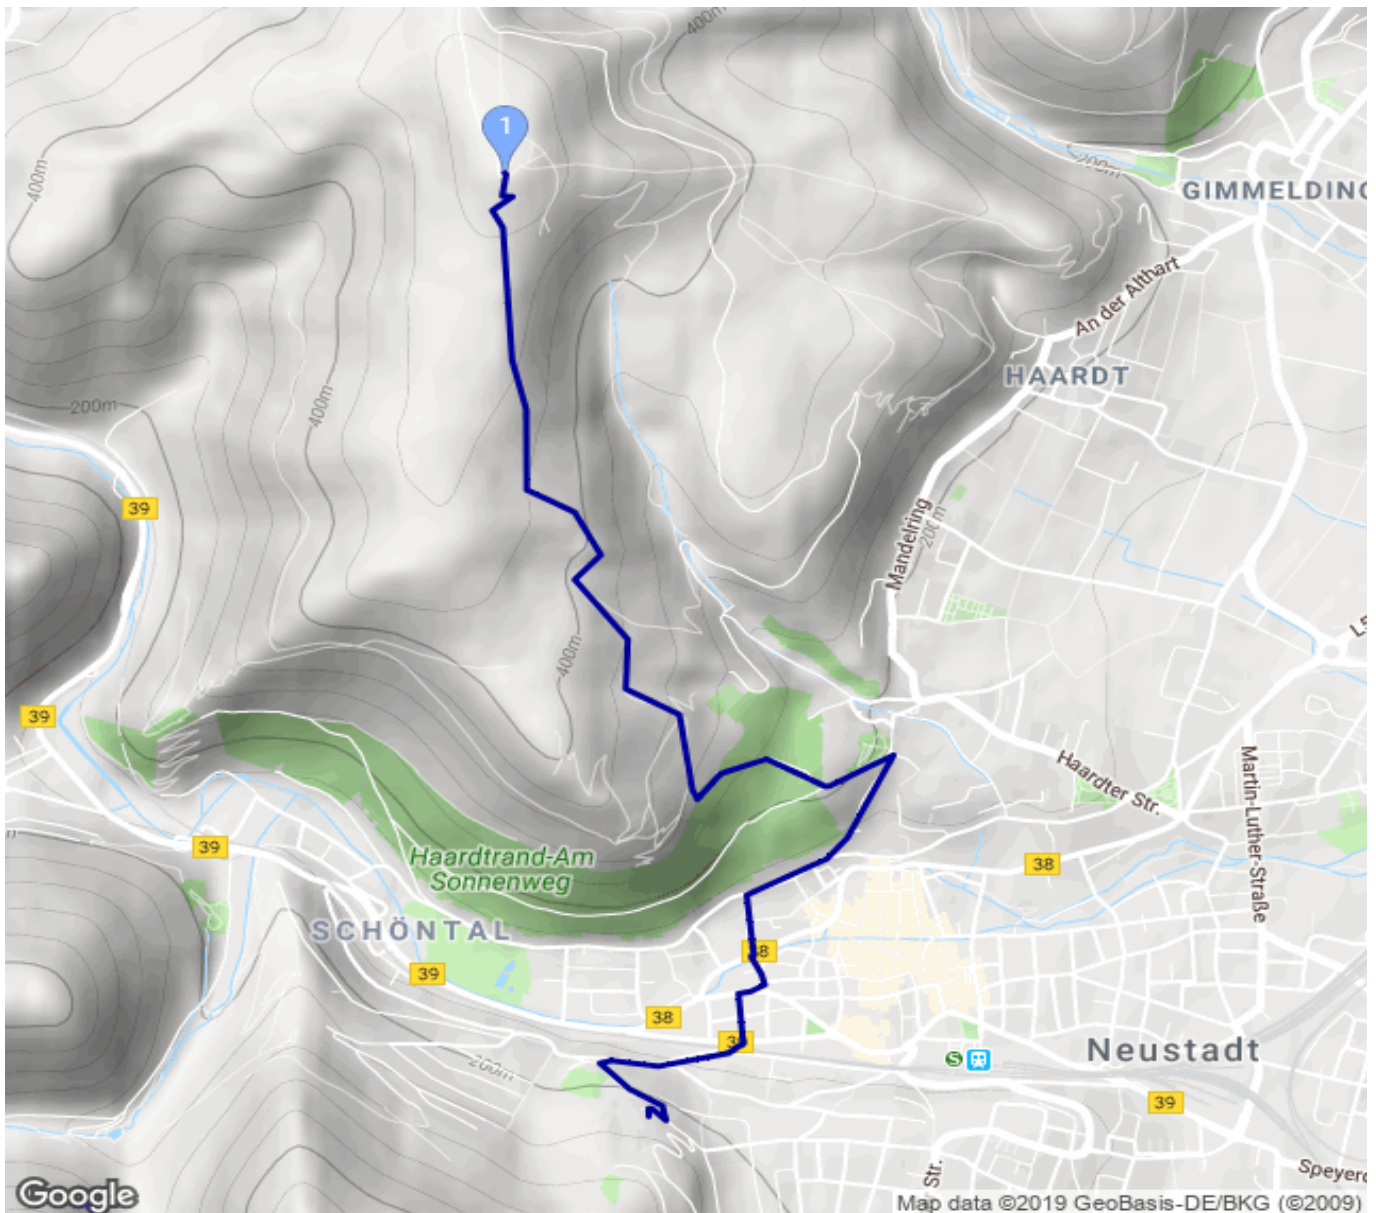 400m
1
400m
200m
GIMMELDING
An der Althart
HAARDT
400m
200m
39
Mandelring
200m
400m
39
Haardter Str.
Martin-Luther-Straße
39
Haardtrand-Am
Sonnenweg
38
SCHÖNTAL
38
39
38
39
Neustadt
200m
S
39
Str.
Speyer
Google
Map data ©2019 GeoBasis-DE/BKG (©2009)